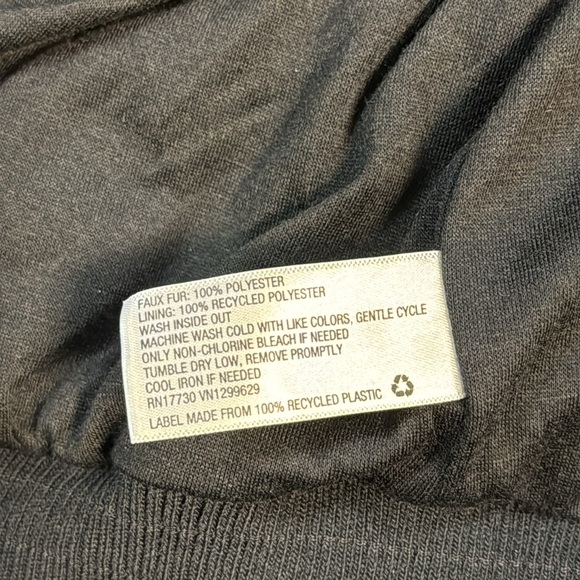 FAUX FUR: 100% POLYESTER
LINING: 100% RECYCLED POLYESTER
WASH INSIDE OUT
MACHINE WASH COLD WITH LIKE COLORS, GENTLE CYCLE
ONLY NON-CHLORINE BLEACH IF NEEDED
TUMBLE DRY LOW, REMOVE PROMPTLY
COOL IRON IF NEEDED
RN17730 VN1299629
LABEL MADE FROM 100% RECYCLED PLASTIC